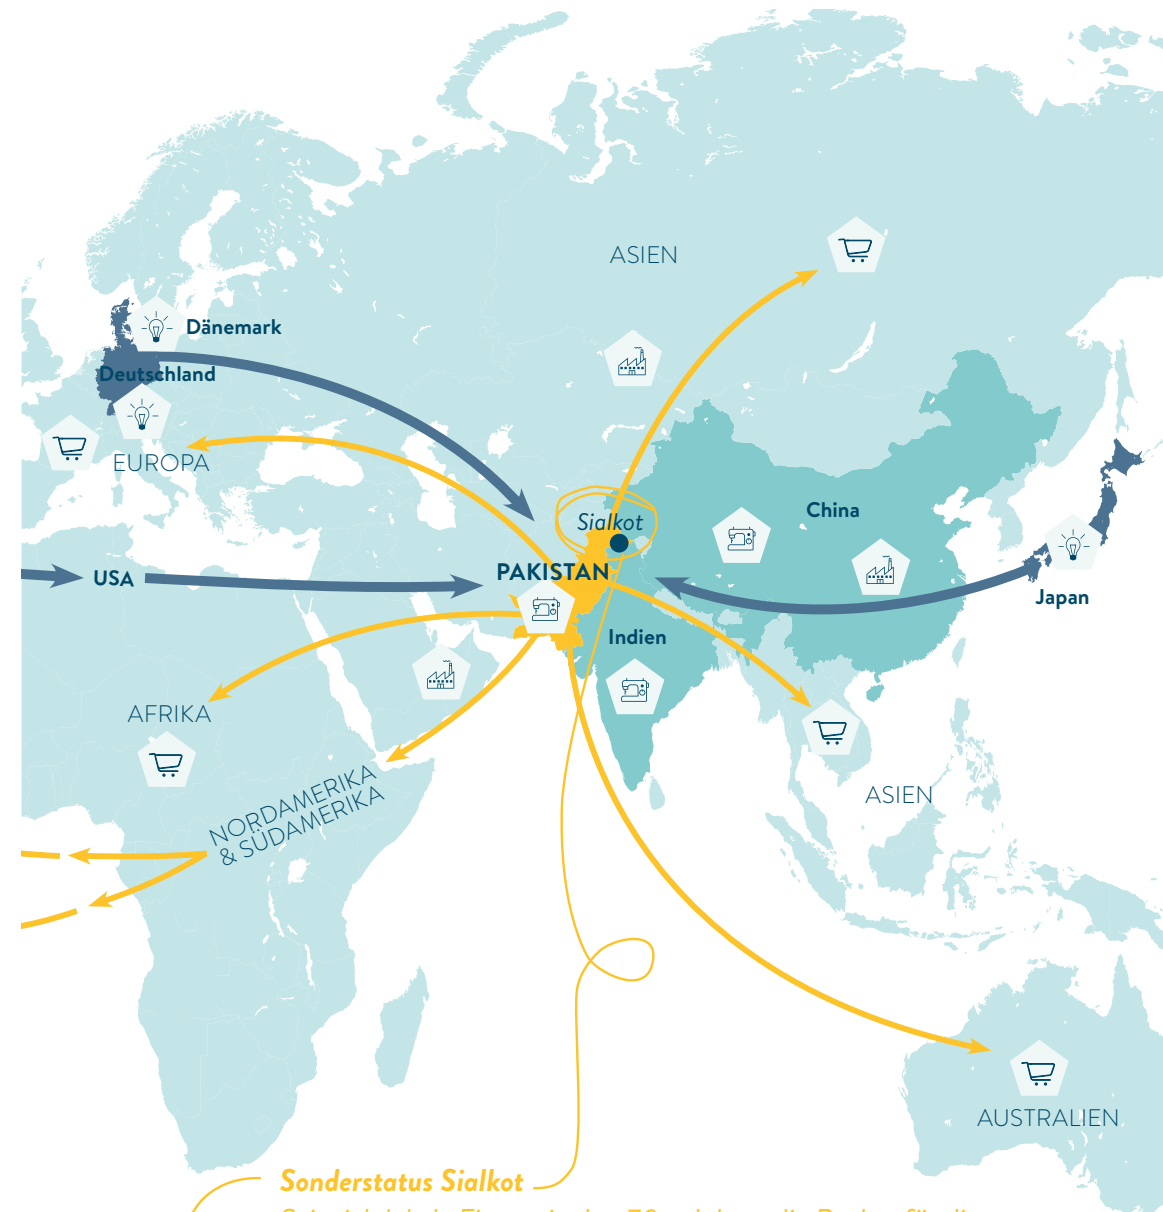 ASIEN
Dänemark
Deutschland
EUROPA
China
Sialkot
PAKISTAN
USA
Japan
Indien
AFRIKA
NORDAMERIKA
& SÜDAMERIKA
ASIEN
AUSTRALIEN
Sonderstatus Sialkot